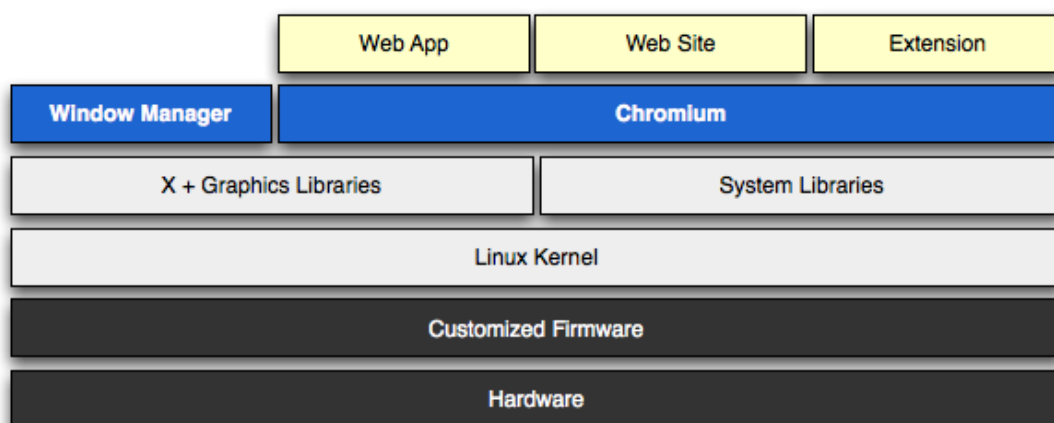 Web App
Web Site
Extension
Window Manager
Chromium
X + Graphics Libraries
System Libraries
Linux Kernel
Customized Firmware
Hardware